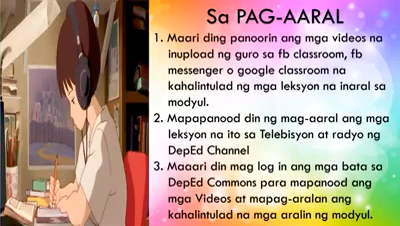 Sa PAG-AARAL
1. Maari ding panoorin ang mga videos na
inupload ng guro sa fb classroom, fb
messenger o google classroom na
kahalintulad ng mga leksyon na inaral sa
modyul.
2. Mapapanood din ng mag-aaral ang mga
leksyon na ito sa Telebisyon at radyo ng
DepEd Channel
3. Maaari din mag log in ang mga bata sa
DepEd Commons para mapanood ang
mga Videos at mapag-aralan ang
kahalintulad na mga aralin ng modyul.